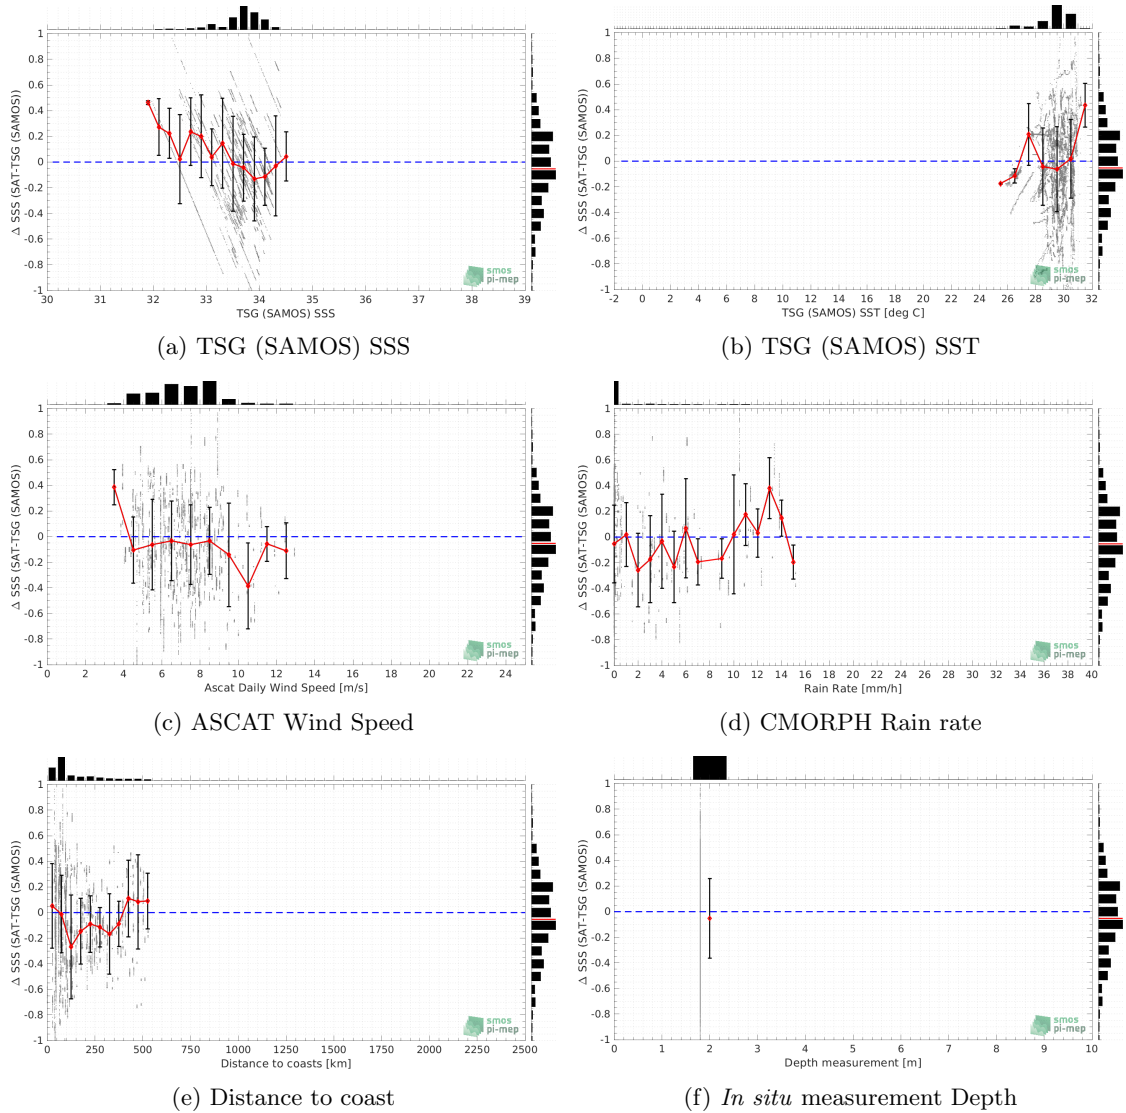 1
0.8
0.6
0.4
0.2
0
-0.2
-0.4
-0.6
-0.8
-1
Δ SSS (SAT-TSG (SAMOS))
smos
pi-mep
30 31 32 33 34 35 36 37 38 39
TSG (SAMOS) SSS
(a) TSG (SAMOS) SSS
1
0.8
0.6
0.4
0.2
0
-0.2
-0.4
-0.6
-0.8
-1
Δ SSS (SAT-TSG (SAMOS))
smos
pi-mep
-2 0 2 4 6 8 10 12 14 16 18 20 22 24 26 28 30 32
TSG (SAMOS) SST [deg C]
(b) TSG (SAMOS) SST
1
0.8
0.6
0.4
0.2
0
-0.2
-0.4
-0.6
-0.8
-1
Δ SSS (SAT-TSG (SAMOS))
smos
pi-mep
0 2 4 6 8 10 12 14 16 18 20 22 24
Ascat Daily Wind Speed [m/s]
(c) ASCAT Wind Speed
1
0.8
0.6
0.4
0.2
0
-0.2
-0.4
-0.6
-0.8
-1
Δ SSS (SAT-TSG (SAMOS))
smos
pi-mep
0 2 4 6 8 10 12 14 16 18 20 22 24 26 28 30 32 34 36 38 40
Rain Rate [mm/h]
(d) CMORPH Rain rate
1
0.8
0.6
0.4
0.2
0
-0.2
-0.4
-0.6
-0.8
-1
Δ SSS (SAT-TSG (SAMOS))
smos
pi-mep
0 250 500 750 1000 1250 1500 1750 2000 2250 2500
Distance to coasts [km]
(e) Distance to coast
1
0.8
0.6
0.4
0.2
0
-0.2
-0.4
-0.6
-0.8
-1
Δ SSS (SAT-TSG (SAMOS))
smos
pi-mep
0 1 2 3 4 5 6 7 8 9 10
Depth measurement [m]
(f) In situ measurement Depth